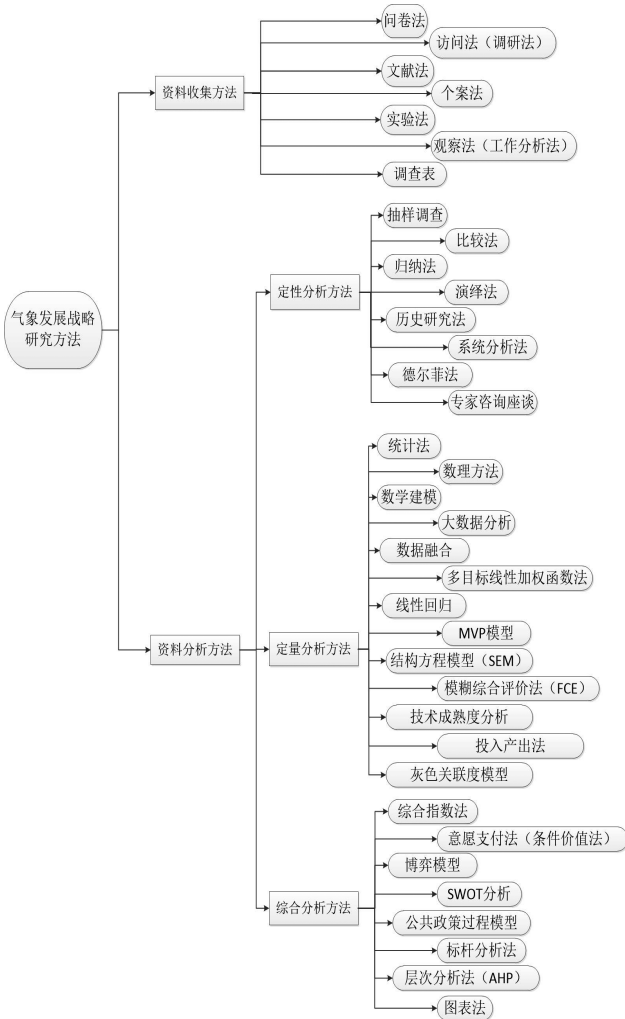 问卷法
访问法（调研法）
文献法
资料收集方法
个案法
实验法
观察法（工作分析法）
调查表
抽样调查
比较法
归纳法
定性分析方法
演绎法
气象发展战略
研究方法
历史研究法
系统分析法
德尔菲法
专家咨询座谈
统计法
数理方法
数学建模
大数据分析
数据融合
多目标线性加权函数法
线性回归
MVP模型
资料分析方法
定量分析方法
结构方程模型（SEM）
模糊综合评价法（FCE）
技术成熟度分析
投入产出法
灰色关联度模型
综合指数法
意愿支付法（条件价值法）
博弈模型
SWOT分析
综合分析方法
公共政策过程模型
标杆分析法
层次分析法（AHP）
图表法